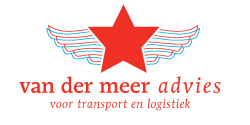 van der meer advies
voor transport en logistiek